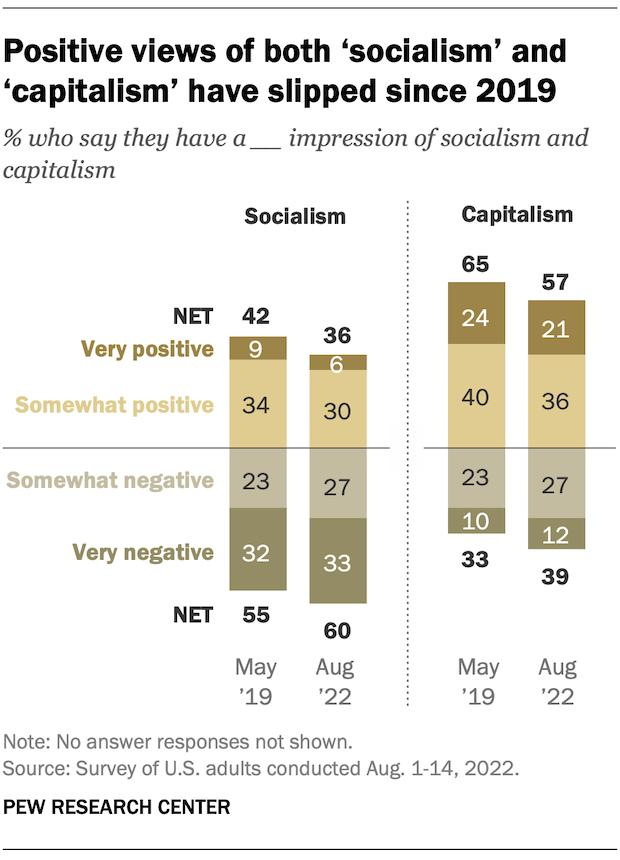 Positive views of both ‘socialism’ and
‘capitalism’ have slipped since 2019
% who say they have a __ impression of socialism and
capitalism
Socialism
Capitalism
NET 42 36 65 57
Very positive 9 6 24 21
Somewhat positive 34 30 40 36
Somewhat negative 23 27 23 27
Very negative 32 33 10 12
NET 55 60 33 39
May Aug May Aug
’19 ’22 ’19 ’22
Note: No answer responses not shown.
Source: Survey of U.S. adults conducted Aug. 1-14, 2022.
PEW RESEARCH CENTER